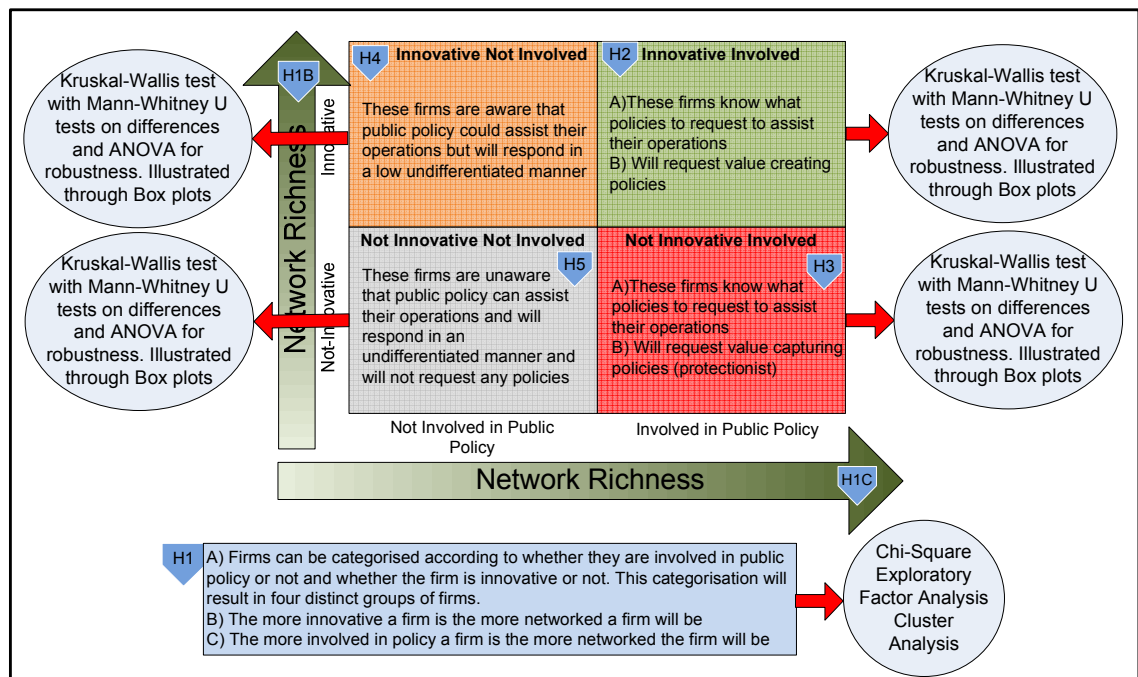 Kruskal-Wallis test
with Mann-Whitney U
tests on differences
and ANOVA for
robustness. Illustrated
through Box plots
Kruskal-Wallis test
with Mann-Whitney U
tests on differences
and ANOVA for
robustness. Illustrated
through Box plots
H1B
Network Richness
Innovative
Not-Innovative
H4
Innovative Not Involved
These firms are aware that
public policy could assist their
operations but will respond in
a low undifferentiated manner
H2
Innovative Involved
A)These firms know what
policies to request to assist
their operations
B) Will request value creating
policies
Not Innovative Not Involved
H5
These firms are unaware
that public policy can assist
their operations and will
respond in an
undifferentiated manner and
will not request any policies
Not Innovative Involved
H3
A)These firms know what
policies to request to assist
their operations
B) Will request value capturing
policies (protectionist)
Kruskal-Wallis test
with Mann-Whitney U
tests on differences
and ANOVA for
robustness. Illustrated
through Box plots
Kruskal-Wallis test
with Mann-Whitney U
tests on differences
and ANOVA for
robustness. Illustrated
through Box plots
Not Involved in Public
Policy
Involved in Public Policy
Network Richness
H1C
H1
A) Firms can be categorised according to whether they are involved in public
policy or not and whether the firm is innovative or not. This categorisation will
result in four distinct groups of firms.
B) The more innovative a firm is the more networked a firm will be
C) The more involved in policy a firm is the more networked the firm will be
Chi-Square
Exploratory
Factor Analysis
Cluster
Analysis